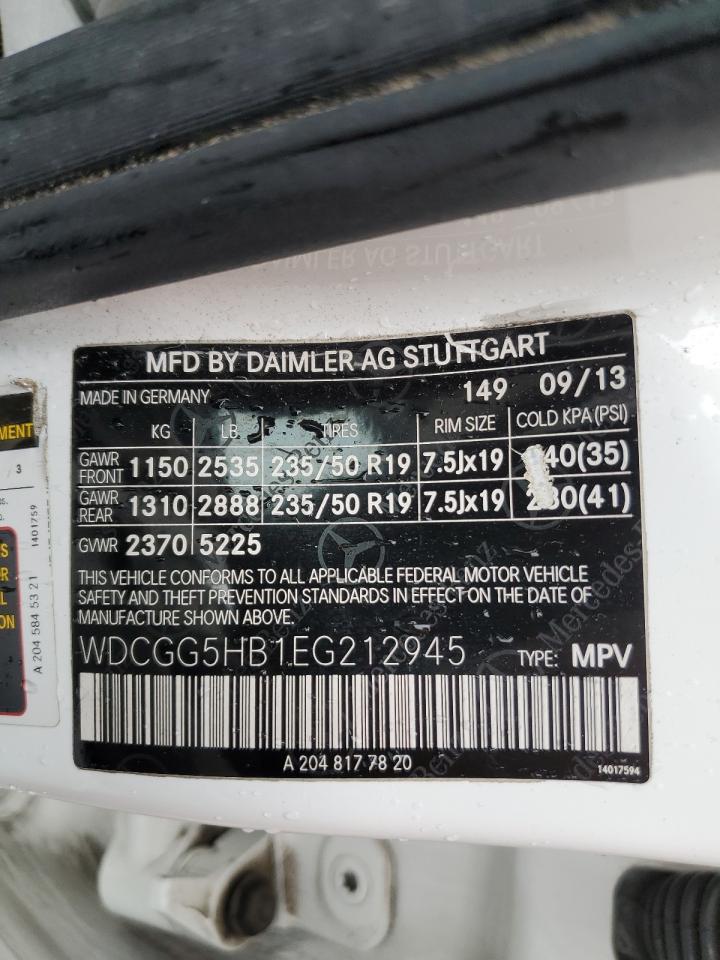 MFD BY DAIMLER AG STUTTGART
MADE IN GERMANY 149 09/13
KG LB. TIRES RIM SIZE COLD KPA(PSI)
GAWR FRONT 1150 2535 235/50 R19 7.5Jx19 40(35)
GAWR REAR 1310 2888 235/50 R19 7.5Jx19 280(41)
GVWR 2370 5225
THIS VEHICLE CONFORMS TO ALL APPLICABLE FEDERAL MOTOR VEHICLE
SAFETY AND THEFT PREVENTION STANDARDS IN EFFECT ON THE DATE OF
MANUFACTURE SHOWN ABOVE.
WDCGG5HB1EG212945 TYPE: MPV
A 204 817 78 20
14017594
Mercedes-Benz
A 204 584 53 21 1401759